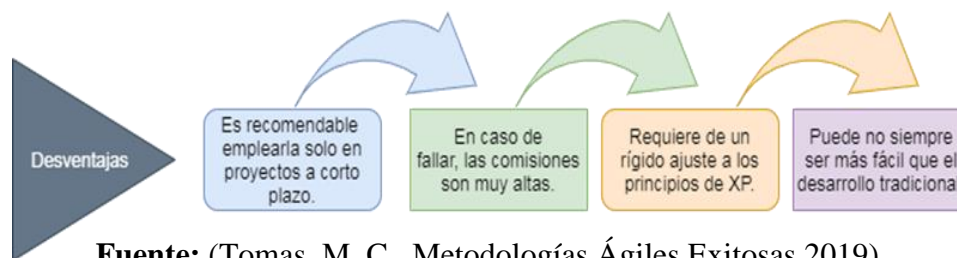 Desventajas
Es recomendable
emplearla solo en
proyectos a corto
plazo.
En caso de
fallar, las comisiones
son muy altas.
Requiere de un
rígido ajuste a los
principios de XP.
Puede no siempre
ser más fácil que el
desarrollo tradicional
Fuente: (Tomas, M. C., Metodologías Ágiles Exitosas 2019)